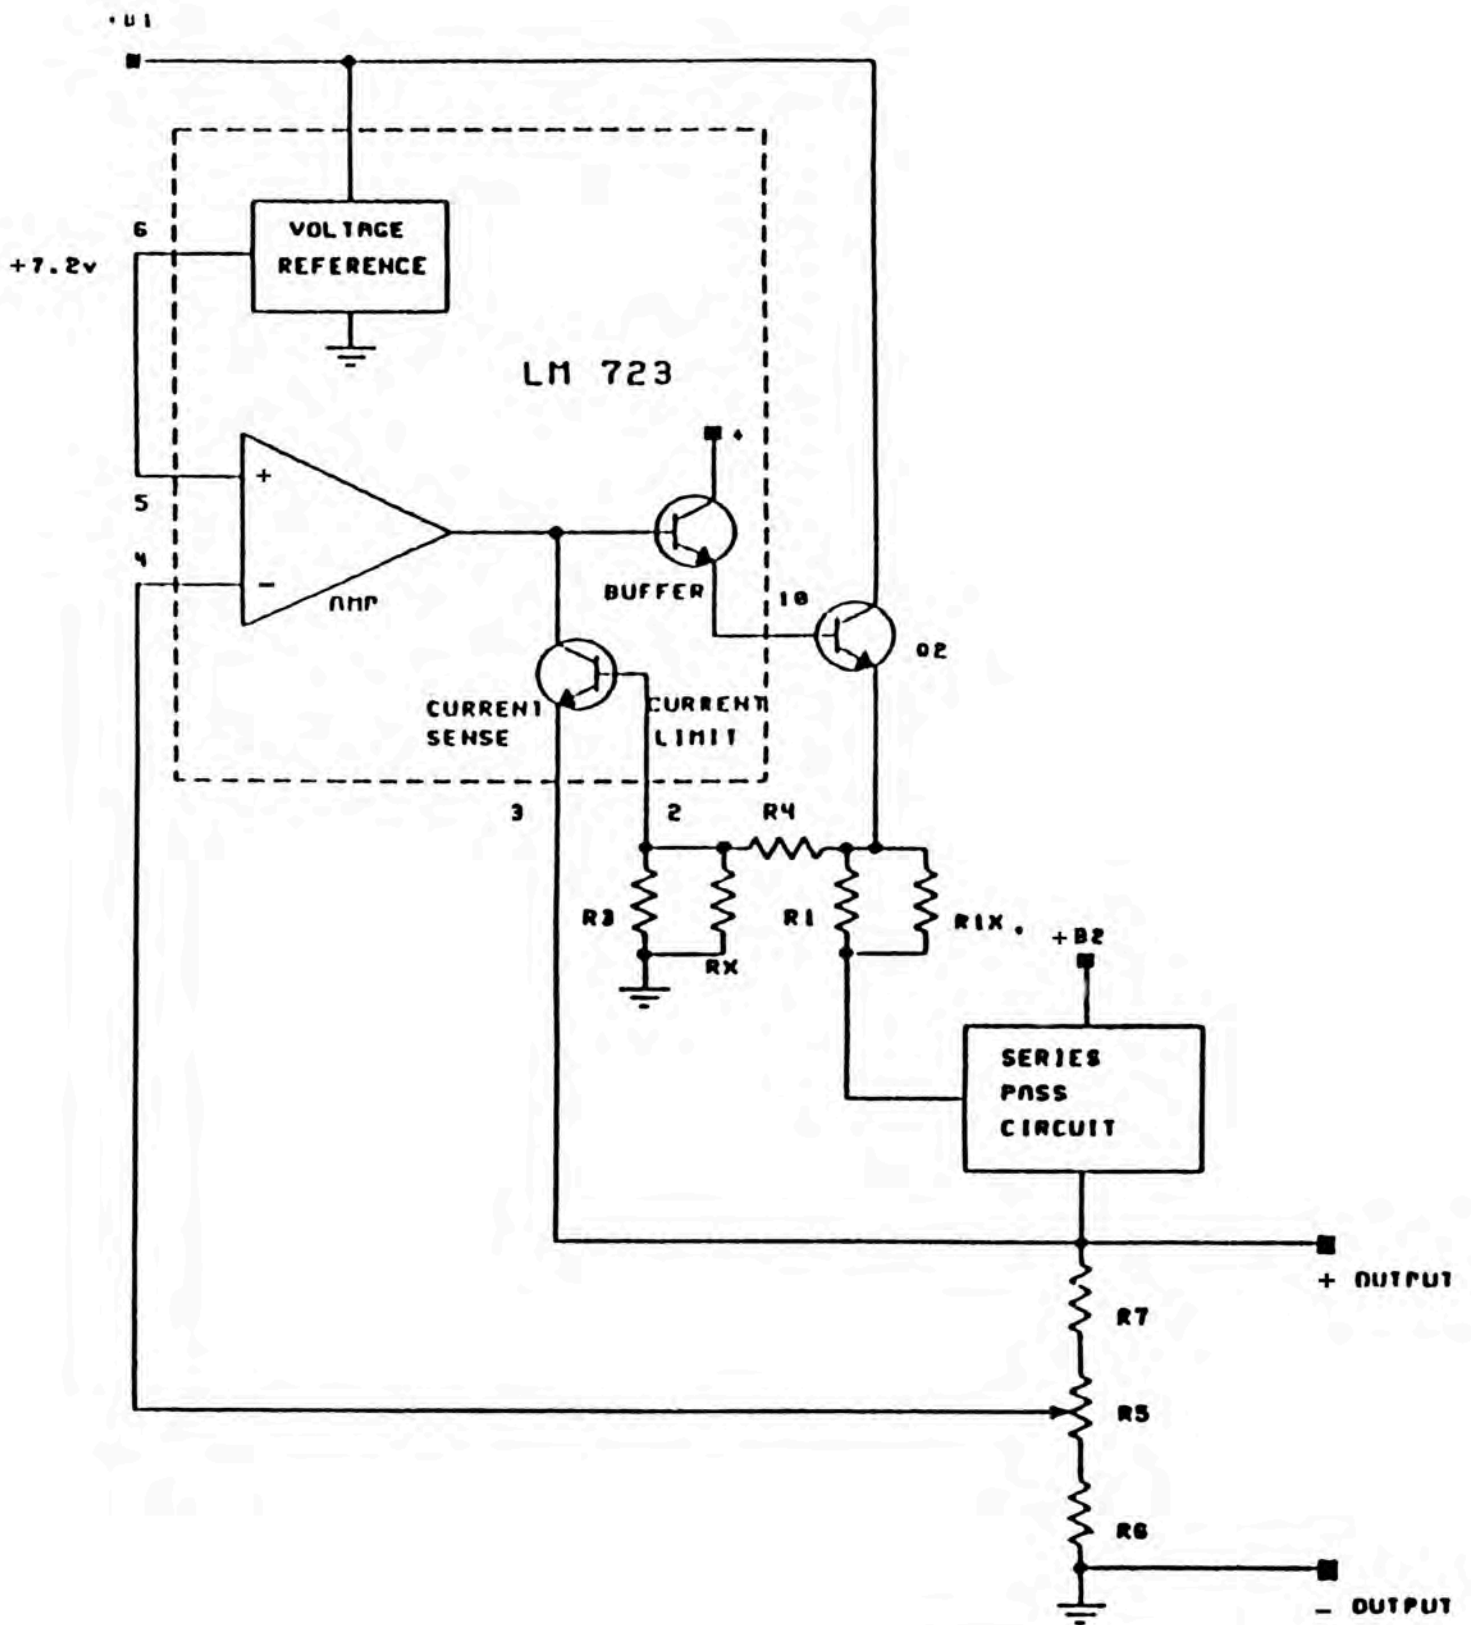 +V1
6
VOLTAGE
REFERENCE
+7.2v
LM 723
+
+
5
4
-
AMP
BUFFER
10
Q2
CURRENT
SENSE
CURRENT
LIMIT
3
2
R4
R3
RX
R1
R1X.
+B2
SERIES
PASS
CIRCUIT
+ OUTPUT
R7
R5
R6
- OUTPUT